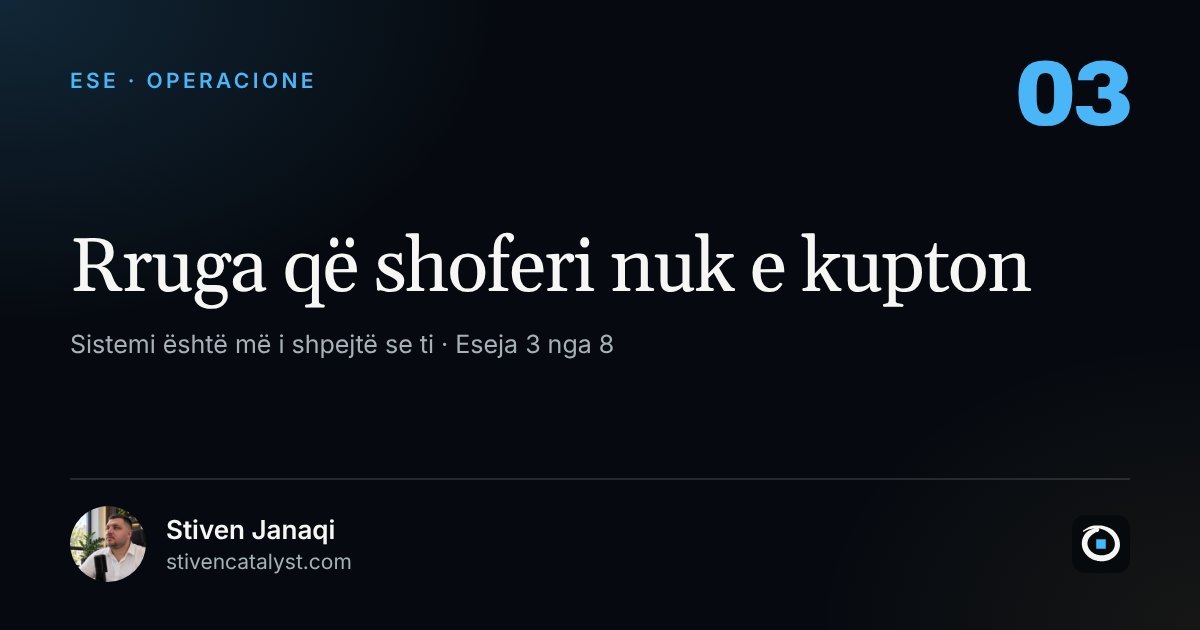 ESE · OPERACIONE
03
Rruga që shoferi nuk e kupton
Sistemi është më i shpejtë se ti · Eseja 3 nga 8
Stiven Janaqi
stivencatalyst.com